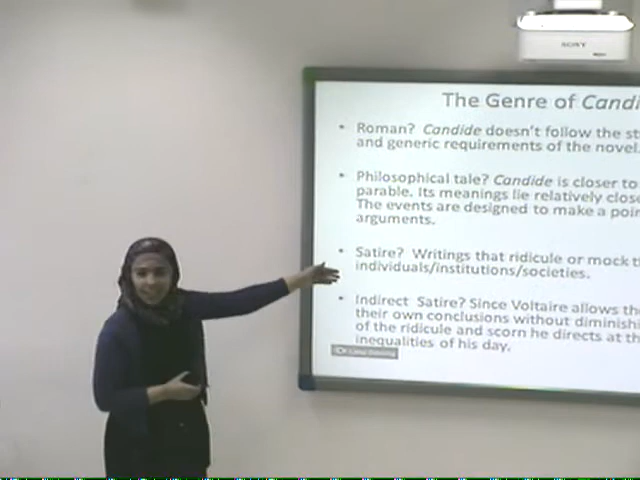 SONY
The Genre of Candi
• Roman? Candide doesn't follow the st
and generic requirements of the novel.
• Philosophical tale? Candide is closer to
parable. Its meanings lie relatively close
The events are designed to make a poin
arguments.
• Satire? Writings that ridicule or mock th
individuals/institutions/societies.
• Indirect Satire? Since Voltaire allows the
their own conclusions without diminish
of the ridicule and scorn he directs at th
inequalities of his day.